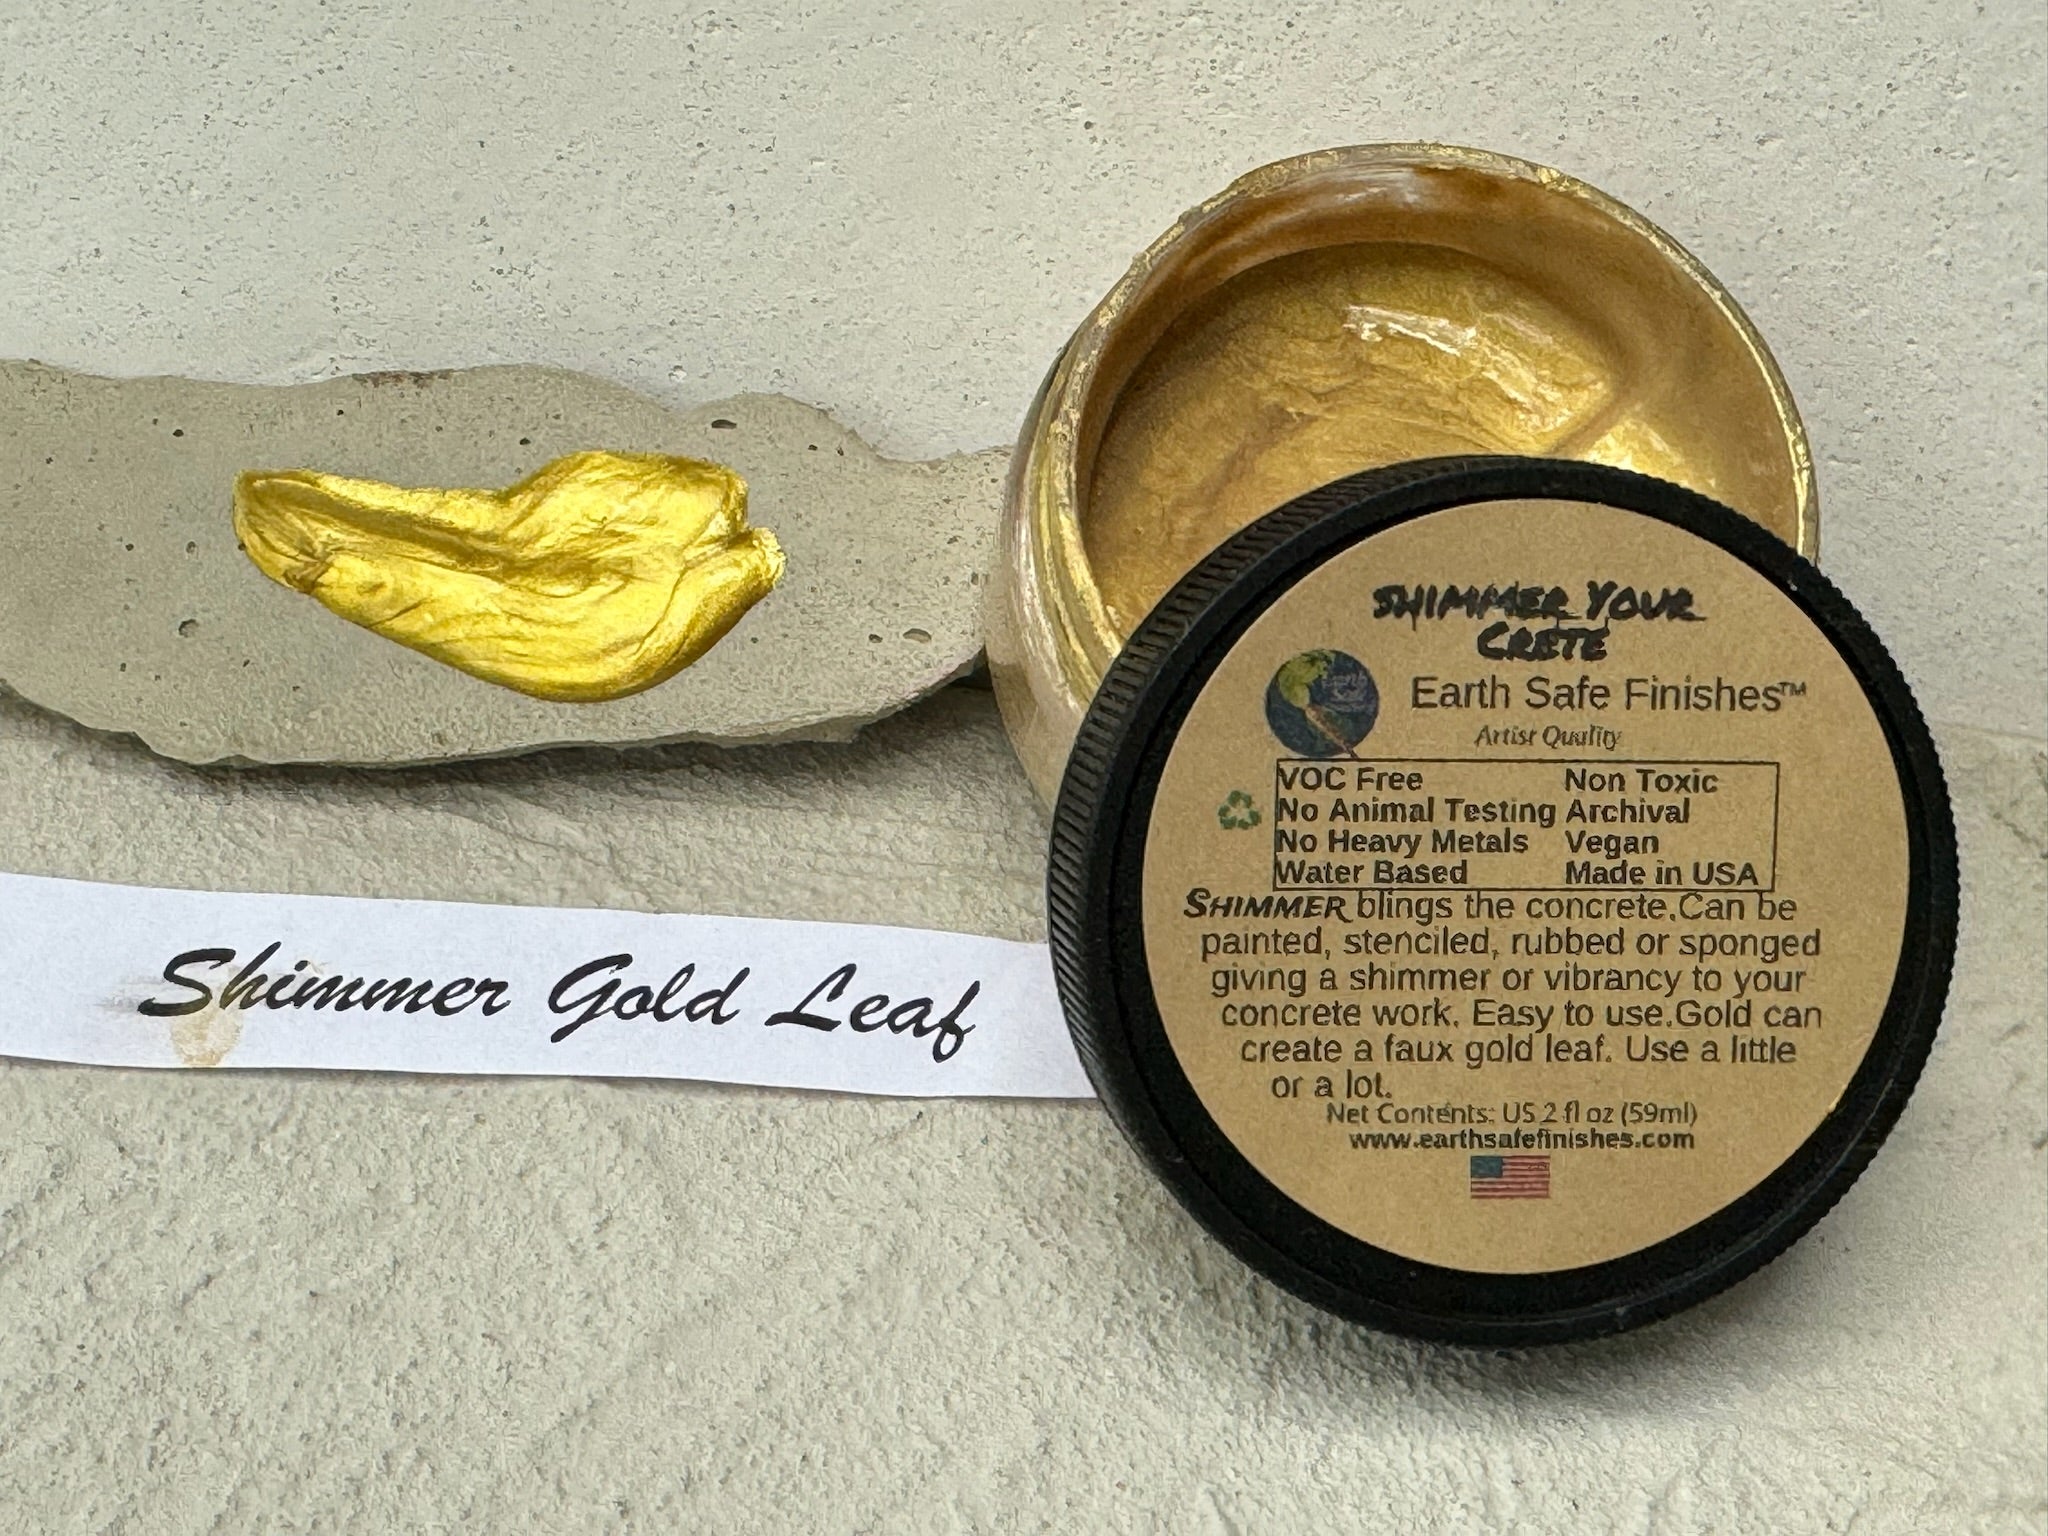 Shimmer Gold Leaf
SHIMMER YOUR
CRETE
Earth Safe Finishes™
Artist Quality
VOC Free Non Toxic
No Animal Testing Archival
No Heavy Metals Vegan
Water Based Made in USA
SHIMMER blings the concrete.Can be
painted, stenciled, rubbed or sponged
giving a shimmer or vibrancy to your
concrete work. Easy to use.Gold can
create a faux gold leaf. Use a little
or a lot.
Net Contents: US 2 fl oz (59ml)
www.earthsafefinishes.com